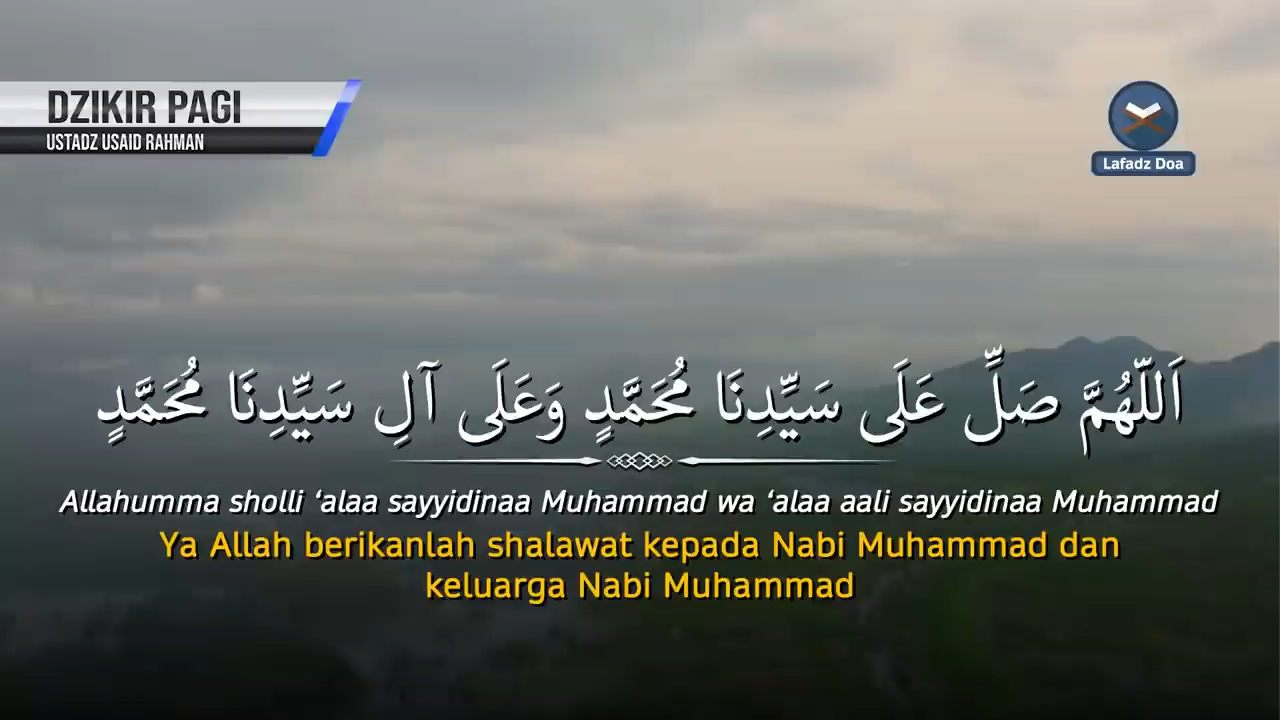 DZIKIR PAGI
USTADZ USAID RAHMAN
Lafadz Doa
اَللّٰهُمَّ صَلِّ عَلَى سَيِّدِنَا مُحَمَّدٍ وَعَلَى آلِ سَيِّدِنَا مُحَمَّدٍ
Allahumma sholli ‘alaa sayyidinaa Muhammad wa ‘alaa aali sayyidinaa Muhammad
Ya Allah berikanlah shalawat kepada Nabi Muhammad dan
keluarga Nabi Muhammad